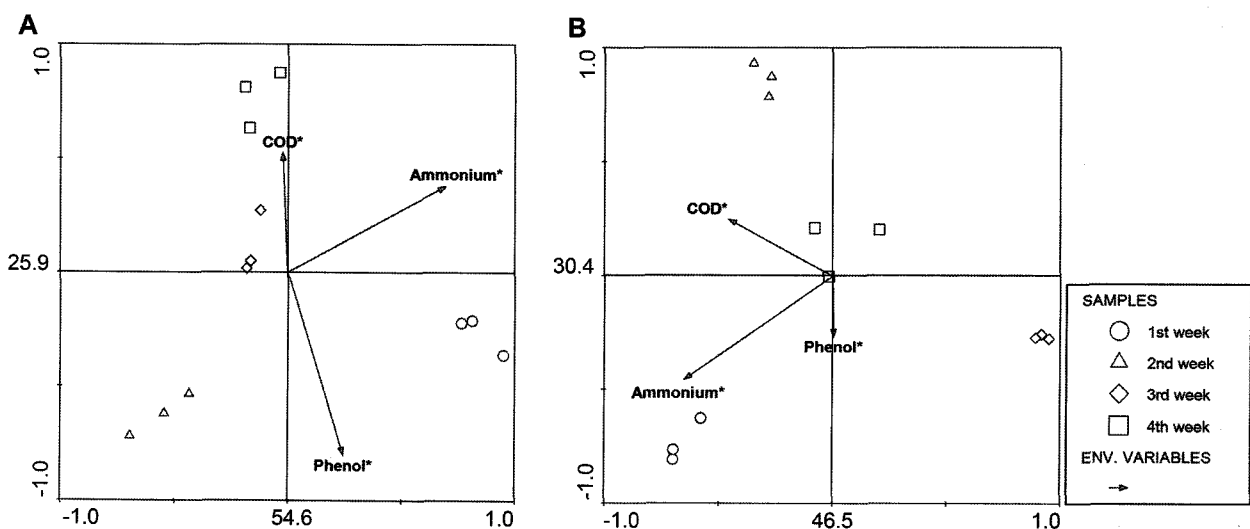 A
B
1.0
1.0
COD*
Ammonium*
COD*
25.9
30.4
SAMPLES
1st week
Phenol*
2nd week
Ammonium*
3rd week
4th week
Phenol*
ENV. VARIABLES
-1.0
-1.0
-1.0 54.6 1.0
-1.0 46.5 1.0